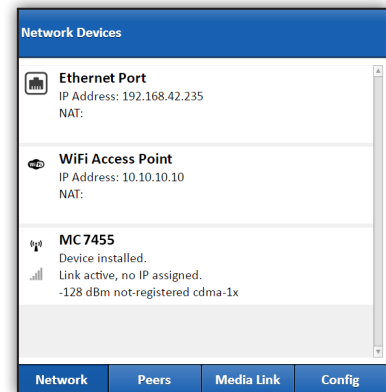 Network Devices
Ethernet Port
IP Address: 192.168.42.235
NAT:
WiFi
WiFi Access Point
IP Address: 10.10.10.10
NAT:
MC7455
Device installed.
Link active, no IP assigned.
-128 dBm not-registered cdma-1x
Network
Peers
Media Link
Config